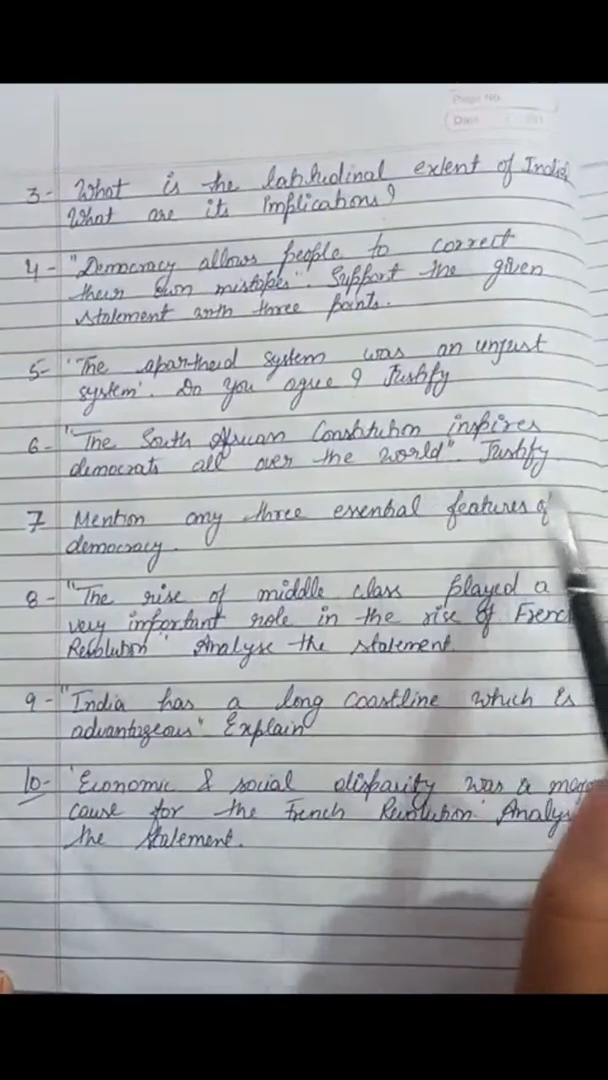 Page No.
Date
3- What is the latitudinal extent of India
What are its implications?
4- "Democracy allows people to correct
their own mistakes". Support the given
statement with three points.
5- 'The apartheid system was an unjust
system'. Do you agree? Justify
6- "The South African Constitution inspires
democrats all over the world". Justify
7 Mention any three essential features of
democracy.
8- "The rise of middle class played a
very important role in the rise of French
Revolution" Analyse the statement.
9- "India has a long coastline which is
advantageous" Explain
10- 'Economic & social disparity was a major
cause for the French Revolution' Analyse
the statement.